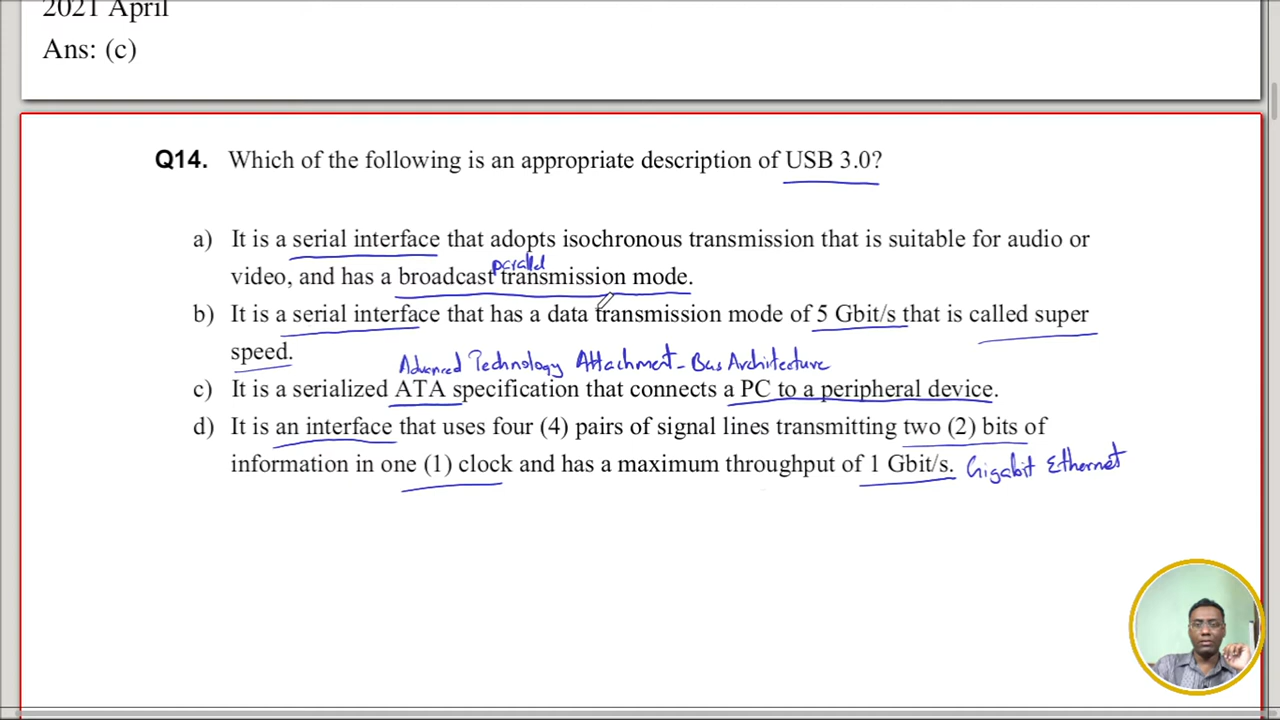 2021 April
Ans: (c)
Q14. Which of the following is an appropriate description of USB 3.0?
a) It is a serial interface that adopts isochronous transmission that is suitable for audio or
parallel
video, and has a broadcast transmission mode.
b) It is a serial interface that has a data transmission mode of 5 Gbit/s that is called super
speed.
Advanced Technology Attachment - Bus Architecture
c) It is a serialized ATA specification that connects a PC to a peripheral device.
d) It is an interface that uses four (4) pairs of signal lines transmitting two (2) bits of
information in one (1) clock and has a maximum throughput of 1 Gbit/s. Gigabit Ethernet